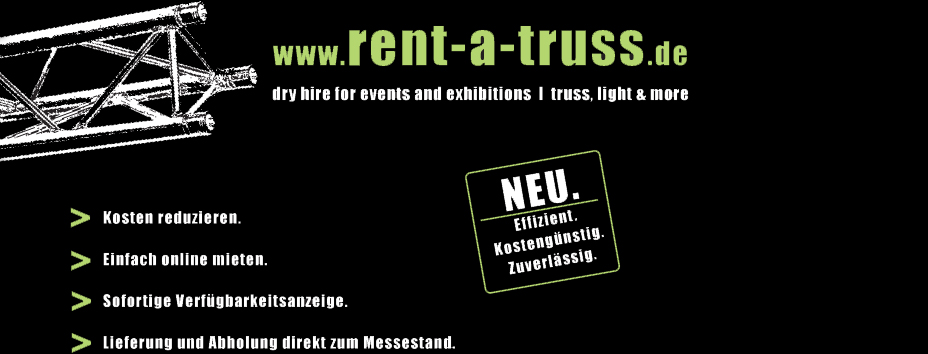 www.rent-a-truss.de
dry hire for events and exhibitions | truss, light & more
NEU.
Effizient.
Kostengünstig.
Zuverlässig.
> Kosten reduzieren.
> Einfach online mieten.
> Sofortige Verfügbarkeitsanzeige.
> Lieferung und Abholung direkt zum Messestand.